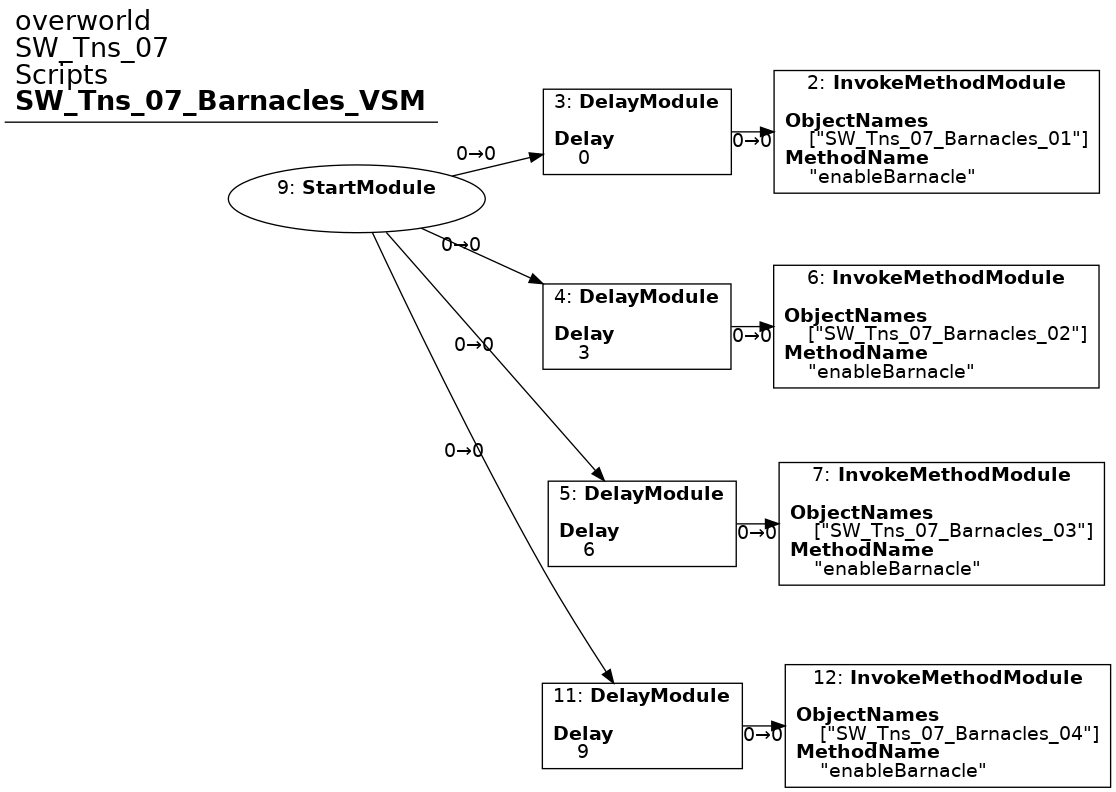 overworld
SW_Tns_07
Scripts
SW_Tns_07_Barnacles_VSM
9: StartModule
0→0
3: DelayModule
Delay
0
0→0
2: InvokeMethodModule
ObjectNames
["SW_Tns_07_Barnacles_01"]
MethodName
"enableBarnacle"
0→0
4: DelayModule
Delay
3
0→0
6: InvokeMethodModule
ObjectNames
["SW_Tns_07_Barnacles_02"]
MethodName
"enableBarnacle"
0→0
5: DelayModule
Delay
6
0→0
7: InvokeMethodModule
ObjectNames
["SW_Tns_07_Barnacles_03"]
MethodName
"enableBarnacle"
0→0
11: DelayModule
Delay
9
0→0
12: InvokeMethodModule
ObjectNames
["SW_Tns_07_Barnacles_04"]
MethodName
"enableBarnacle"